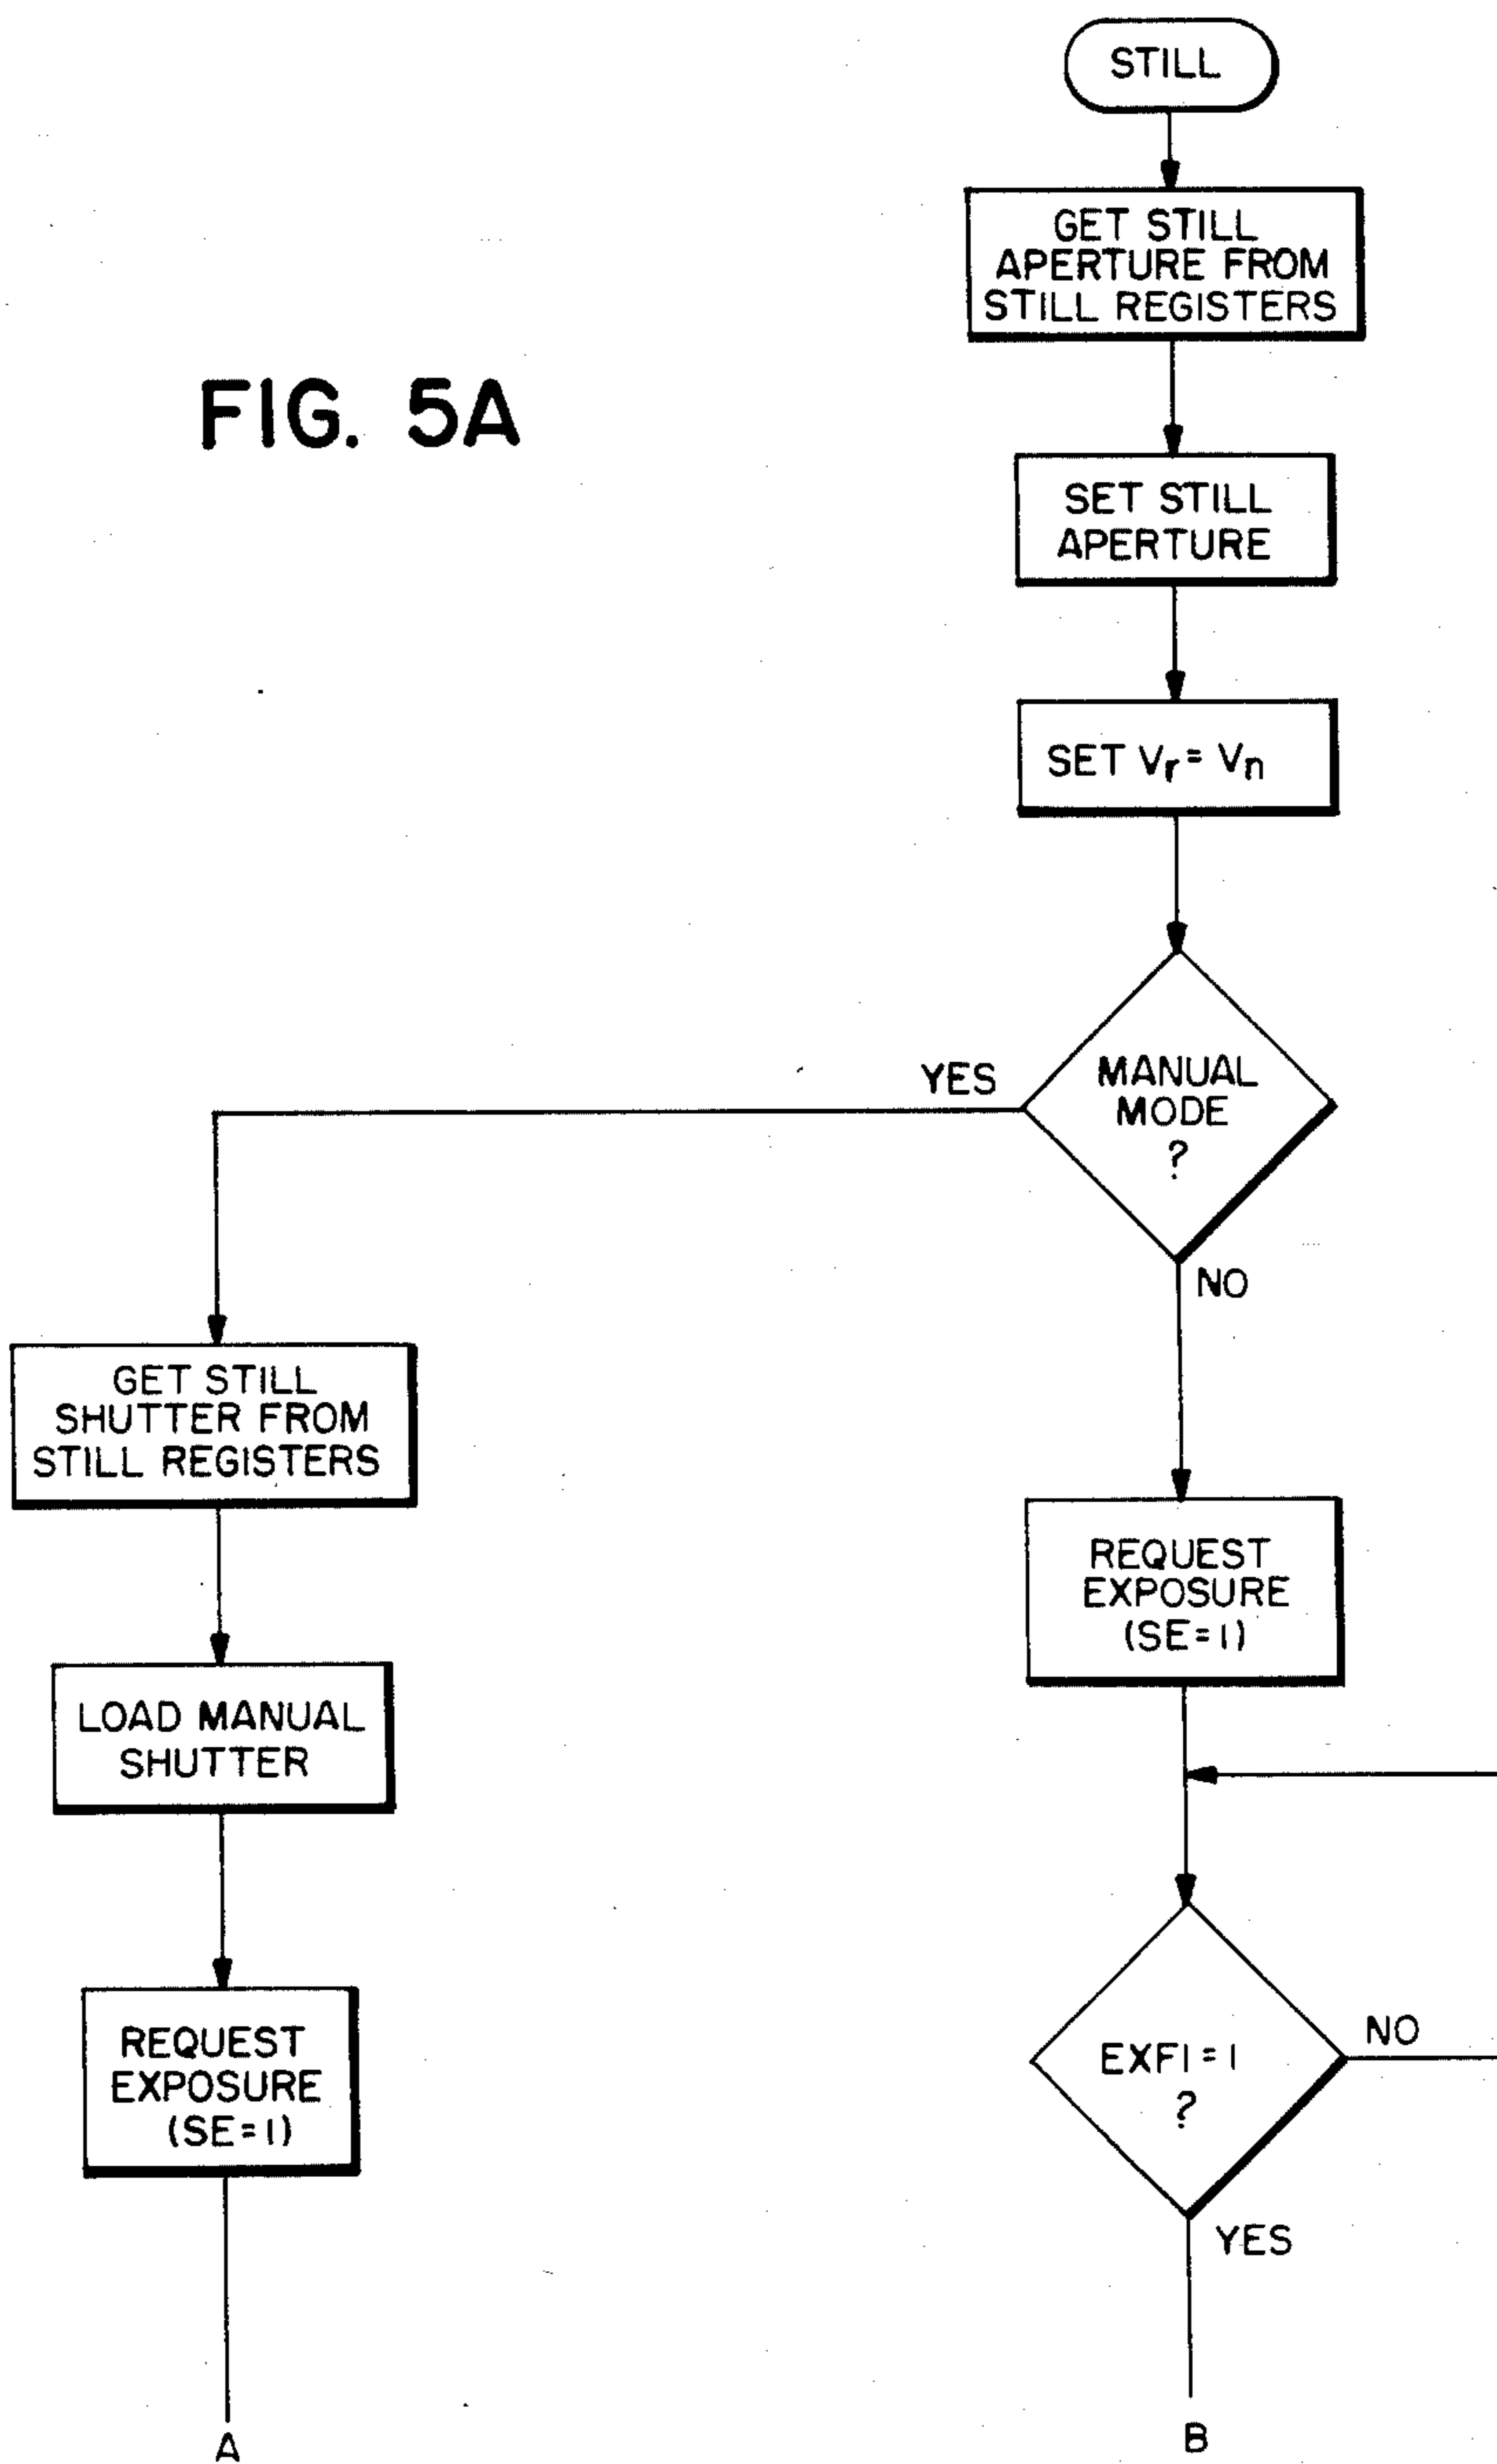 STILL
GET STILL
APERTURE FROM
STILL REGISTERS
FIG. 5A
SET STILL
APERTURE
SET Vr = Vn
MANUAL
MODE
?
YES
NO
GET STILL
SHUTTER FROM
STILL REGISTERS
LOAD MANUAL
SHUTTER
REQUEST
EXPOSURE
(SE=1)
A
REQUEST
EXPOSURE
(SE=1)
EXF1=1
?
NO
YES
B